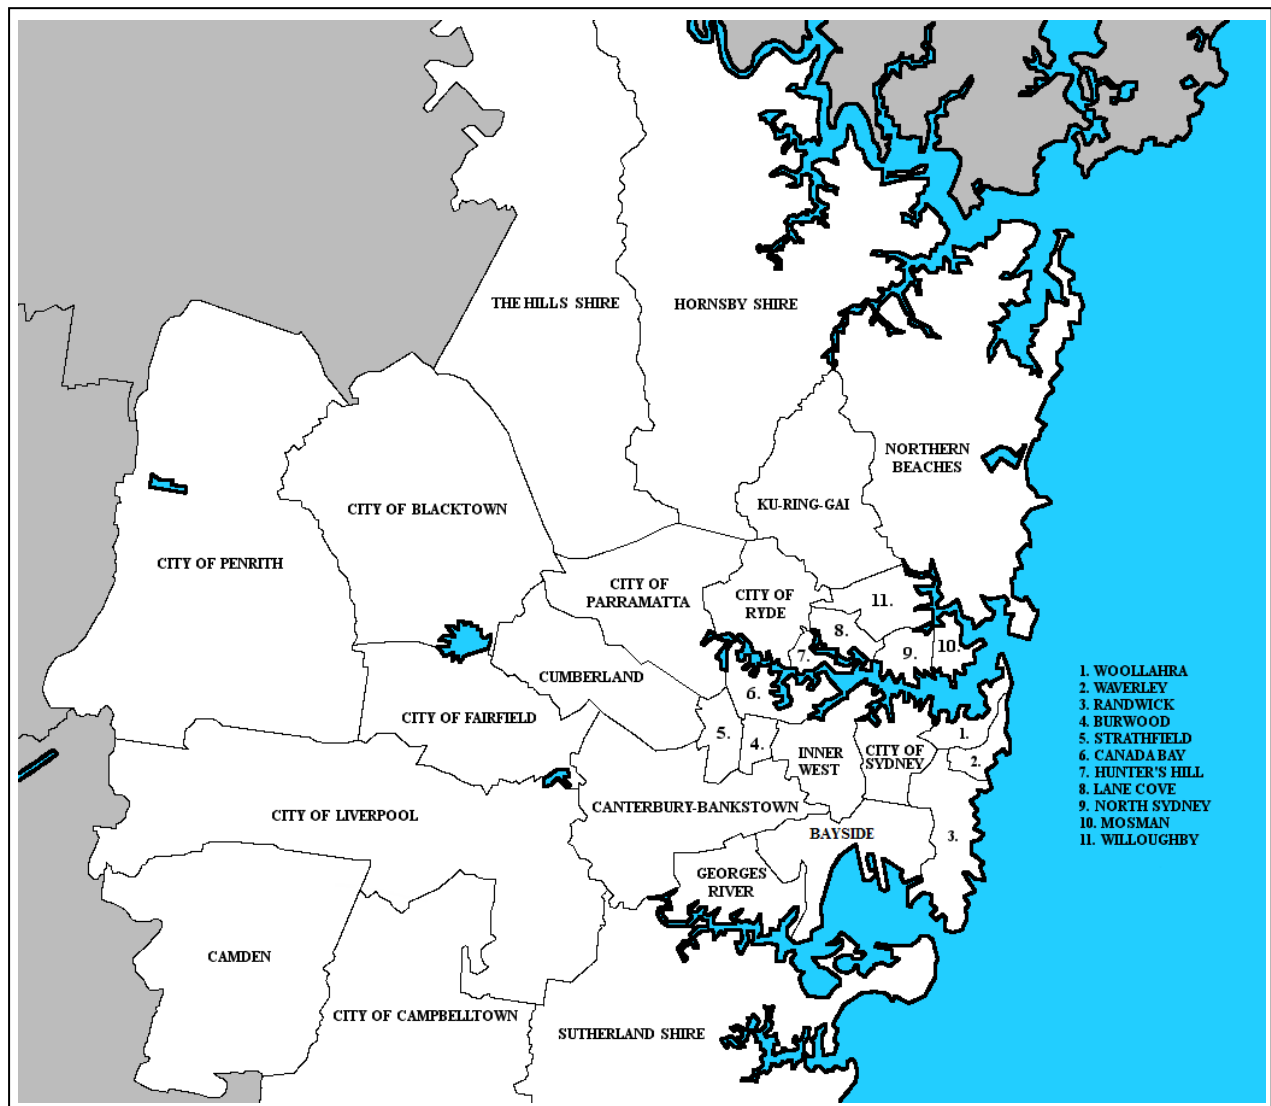 THE HILLS SHIRE
HORNSBY SHIRE
NORTHERN
BEACHES
KU-RING-GAI
CITY OF BLACKTOWN
CITY OF PENRITH
CITY OF
PARRAMATTA
CITY OF
RYDE
11.
8.
10.
9.
7.
CUMBERLAND
6.
CITY OF FAIRFIELD
5.
4.
INNER
WEST
CITY OF
SYDNEY
1.
2.
CANTERBURY-BANKSTOWN
CITY OF LIVERPOOL
BAYSIDE
3.
GEORGES
RIVER
CAMDEN
CITY OF CAMPBELLTOWN
SUTHERLAND SHIRE
1. WOOLLAHRA
2. WAVERLEY
3. RANDWICK
4. BURWOOD
5. STRATHFIELD
6. CANADA BAY
7. HUNTER'S HILL
8. LANE COVE
9. NORTH SYDNEY
10. MOSMAN
11. WILLOUGHBY